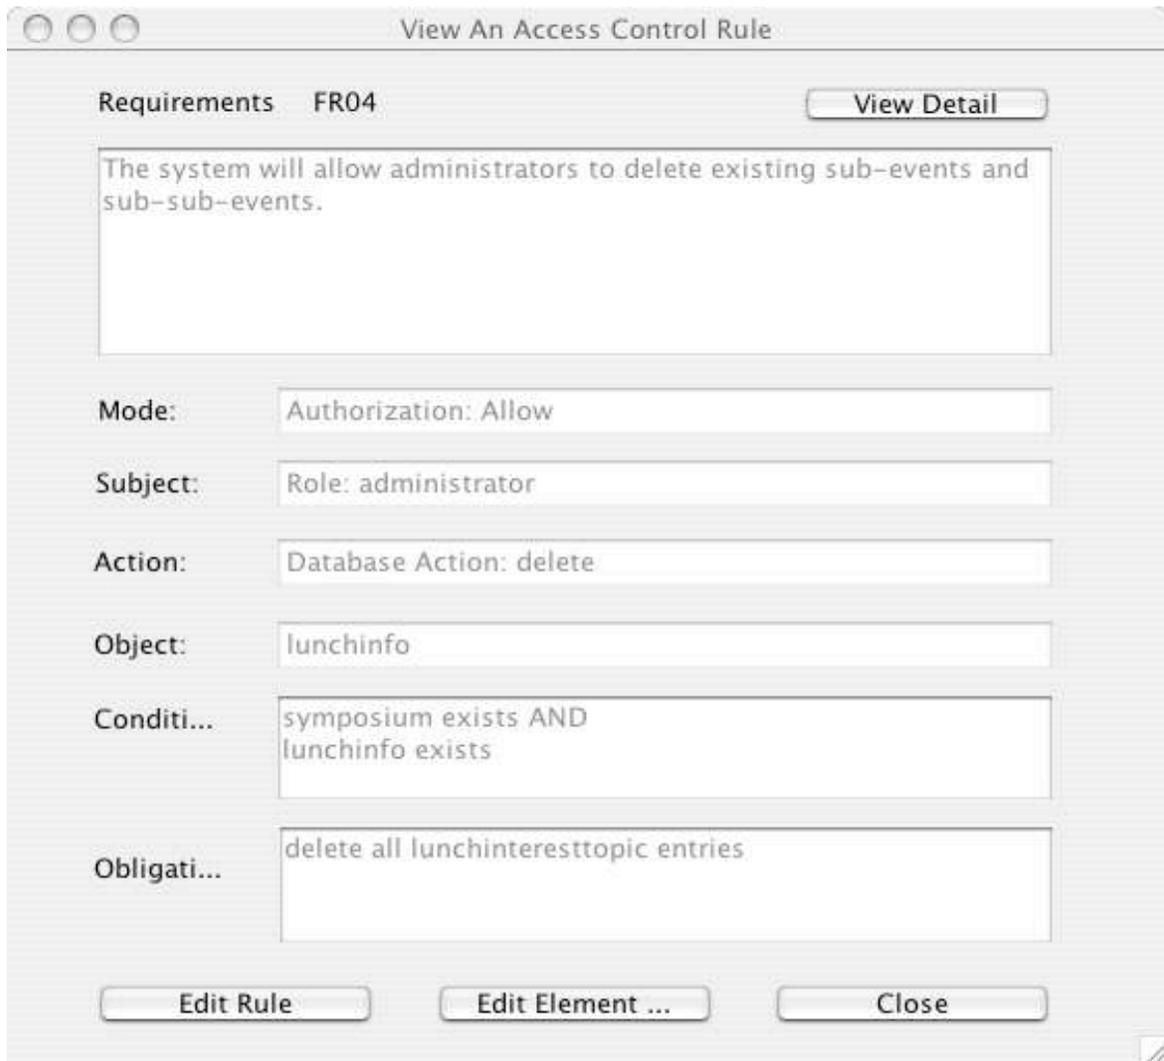 View An Access Control Rule
Requirements FR04 View Detail
The system will allow administrators to delete existing sub-events and
sub-sub-events.
Mode: Authorization: Allow
Subject: Role: administrator
Action: Database Action: delete
Object: lunchinfo
Conditi... symposium exists AND
lunchinfo exists
Obligati... delete all lunchinteresttopic entries
Edit Rule Edit Element ... Close